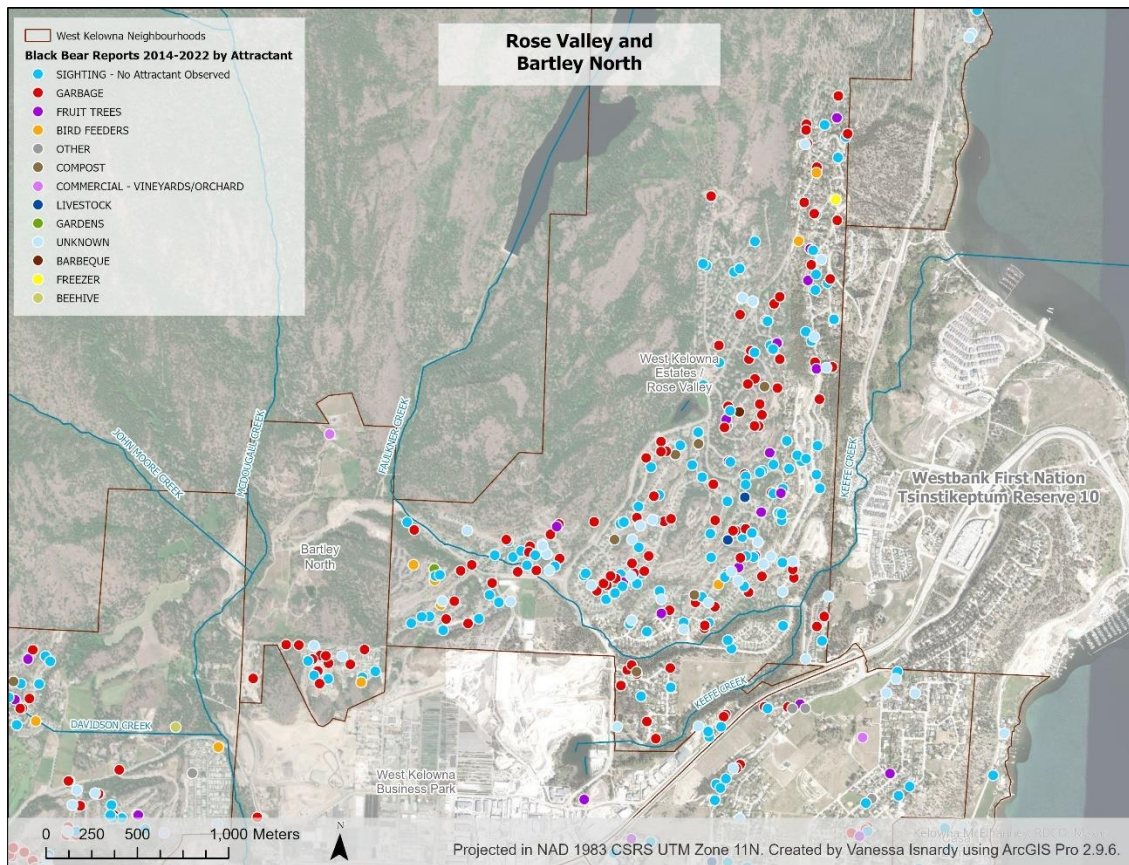 West Kelowna Neighbourhoods
Black Bear Reports 2014-2022 by Attractant
SIGHTING - No Attractant Observed
GARBAGE
FRUIT TREES
BIRD FEEDERS
OTHER
COMPOST
COMMERCIAL - VINEYARDS/ORCHARD
LIVESTOCK
GARDENS
UNKNOWN
BARBEQUE
FREEZER
BEEHIVE
Rose Valley and
Bartley North
West Kelowna
Estates /
Rose Valley
JOHN MOORE CREEK
MCDOUGALL CREEK
FAULKNER CREEK
KEEFE CREEK
Westbank First Nation
Tsinstikeptum Reserve 10
Bartley
North
KEEFE CREEK
DAVIDSON CREEK
West Kelowna
Business Park
0 250 500 1,000 Meters
N
Projected in NAD 1983 CSRS UTM Zone 11N. Created by Vanessa Isnardy using ArcGIS Pro 2.9.6.